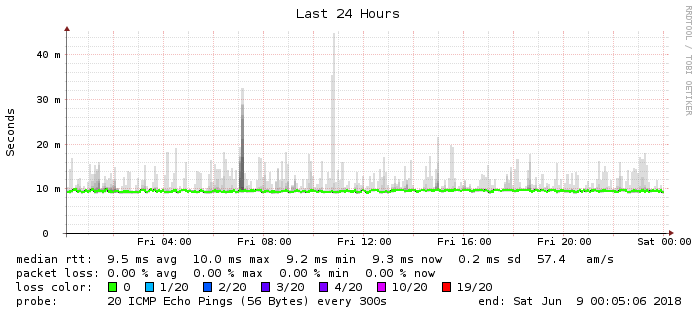 Last 24 Hours
RRDTOOL / TOBI OETIKER
Seconds
40 m
30 m
20 m
10 m
0
Fri 04:00 Fri 08:00 Fri 12:00 Fri 16:00 Fri 20:00 Sat 00:00
median rtt: 9.5 ms avg 10.0 ms max 9.2 ms min 9.3 ms now 0.2 ms sd 57.4 am/s
packet loss: 0.00 % avg 0.00 % max 0.00 % min 0.00 % now
loss color: 0 1/20 2/20 3/20 4/20 10/20 19/20
probe: 20 ICMP Echo Pings (56 Bytes) every 300s end: Sat Jun 9 00:05:06 2018